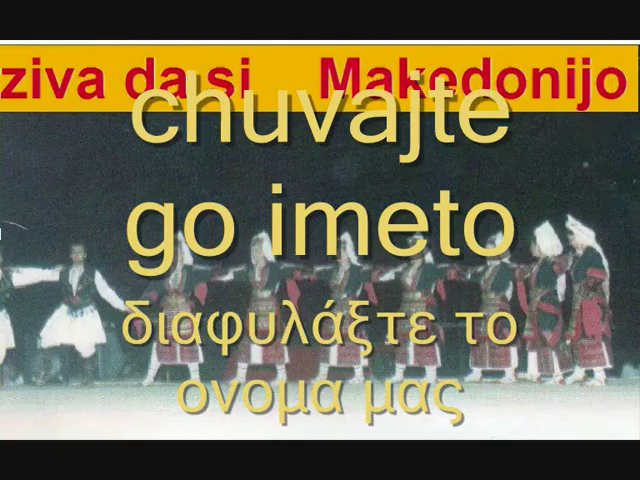 ziva da si Makedonijo
chuvajte
go imeto
διαφυλάξτε το
ονομα μας